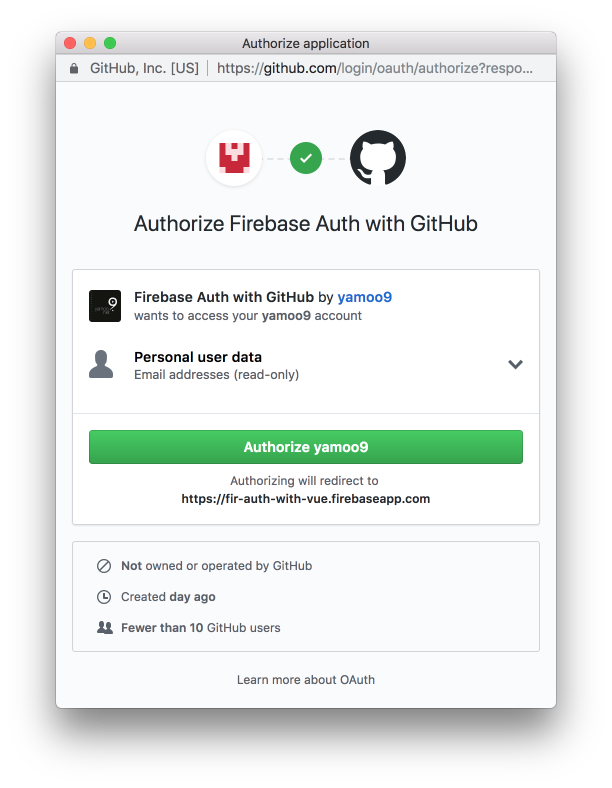 Authorize application
GitHub, Inc. [US] https://github.com/login/oauth/authorize?respo...
Authorize Firebase Auth with GitHub
Firebase Auth with GitHub by yamoo9
wants to access your yamoo9 account
Personal user data
Email addresses (read-only)
Authorize yamoo9
Authorizing will redirect to
https://fir-auth-with-vue.firebaseapp.com
Not owned or operated by GitHub
Created day ago
Fewer than 10 GitHub users
Learn more about OAuth